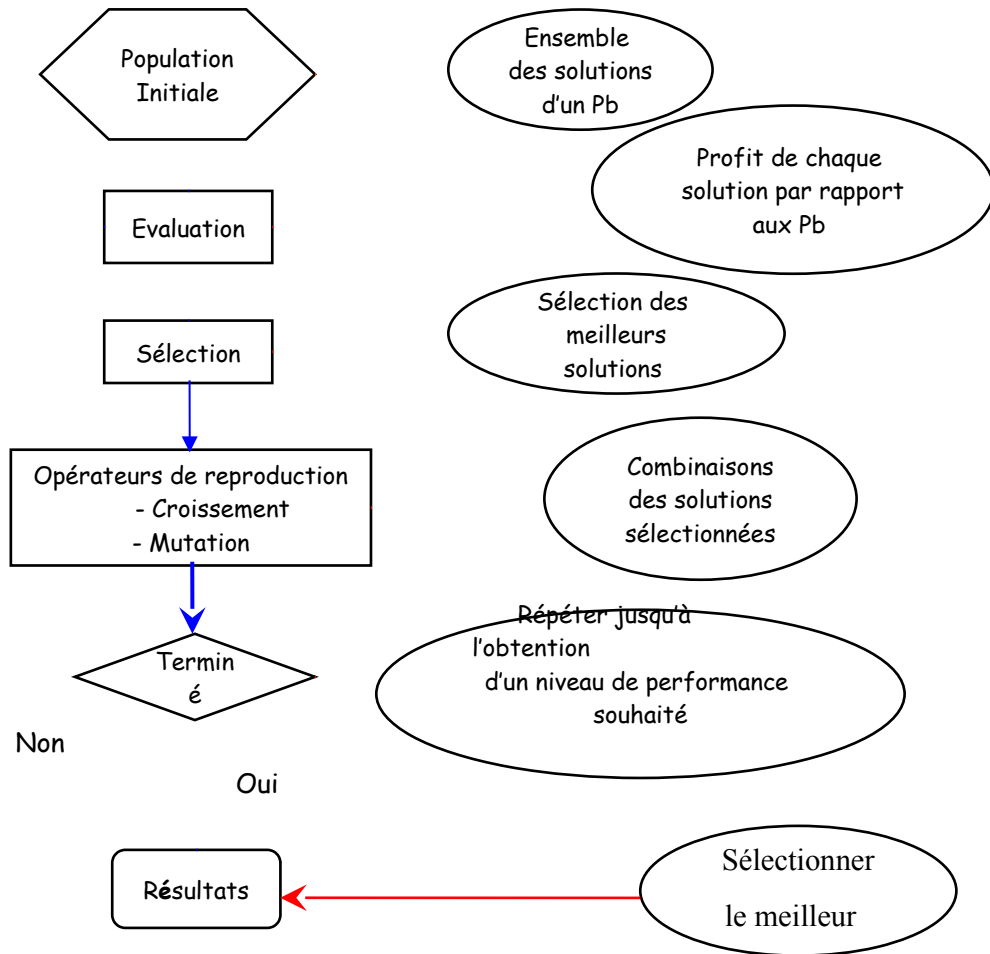 Population
Initiale
Ensemble
des solutions
d'un Pb
Profit de chaque
solution par rapport
aux Pb
Evaluation
Sélection des
meilleurs
solutions
Sélection
Opérateurs de reproduction
- Croissement
- Mutation
Combinaisons
des solutions
sélectionnées
Répéter jusqu'à
l'obtention
d'un niveau de performance
souhaité
Termin
é
Non
Oui
Résultats
Sélectionner
le meilleur